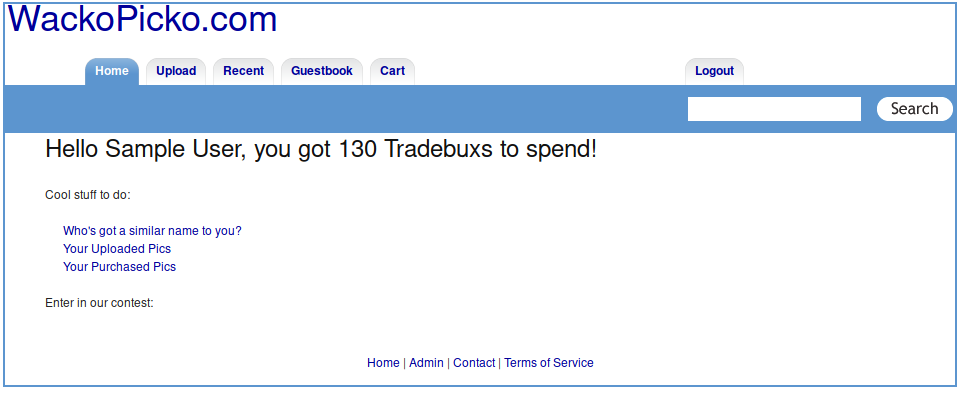 WackoPicko.com
Home Upload Recent Guestbook Cart Logout
Search
Hello Sample User, you got 130 Tradebuxs to spend!
Cool stuff to do:
Who's got a similar name to you?
Your Uploaded Pics
Your Purchased Pics
Enter in our contest:
Home | Admin | Contact | Terms of Service